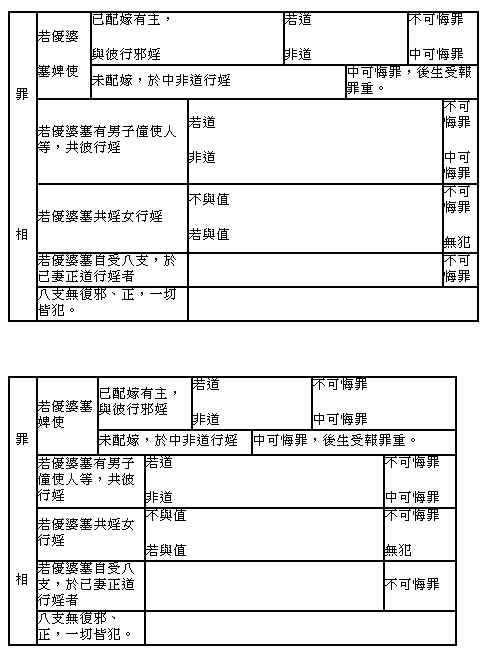 罪
相
若優婆
塞婢使
已配嫁有主，
與彼行邪婬
若道
非道
不可悔罪
中可悔罪
未配嫁，於中非道行婬
中可悔罪，後生受報
罪重。
若優婆塞有男子僮使人
等，共彼行婬
若道
非道
不可
悔罪
中可
悔罪
若優婆塞共婬女行婬
不與值
若與值
不可
悔罪
無犯
若優婆塞自受八支，於
己妻正道行婬者
不可
悔罪
八支無復邪、正，一切
皆犯。
罪
相
若優婆塞
婢使
已配嫁有主，
與彼行邪婬
若道
非道
不可悔罪
中可悔罪
未配嫁，於中非道行婬
中可悔罪，後生受報罪重。
若優婆塞有男子
僮使人等，共彼
行婬
若道
非道
不可悔罪
中可悔罪
若優婆塞共婬女
行婬
不與值
若與值
不可悔罪
無犯
若優婆塞自受八
支，於己妻正道
行婬者
不可悔罪
八支無復邪、
正，一切皆犯。